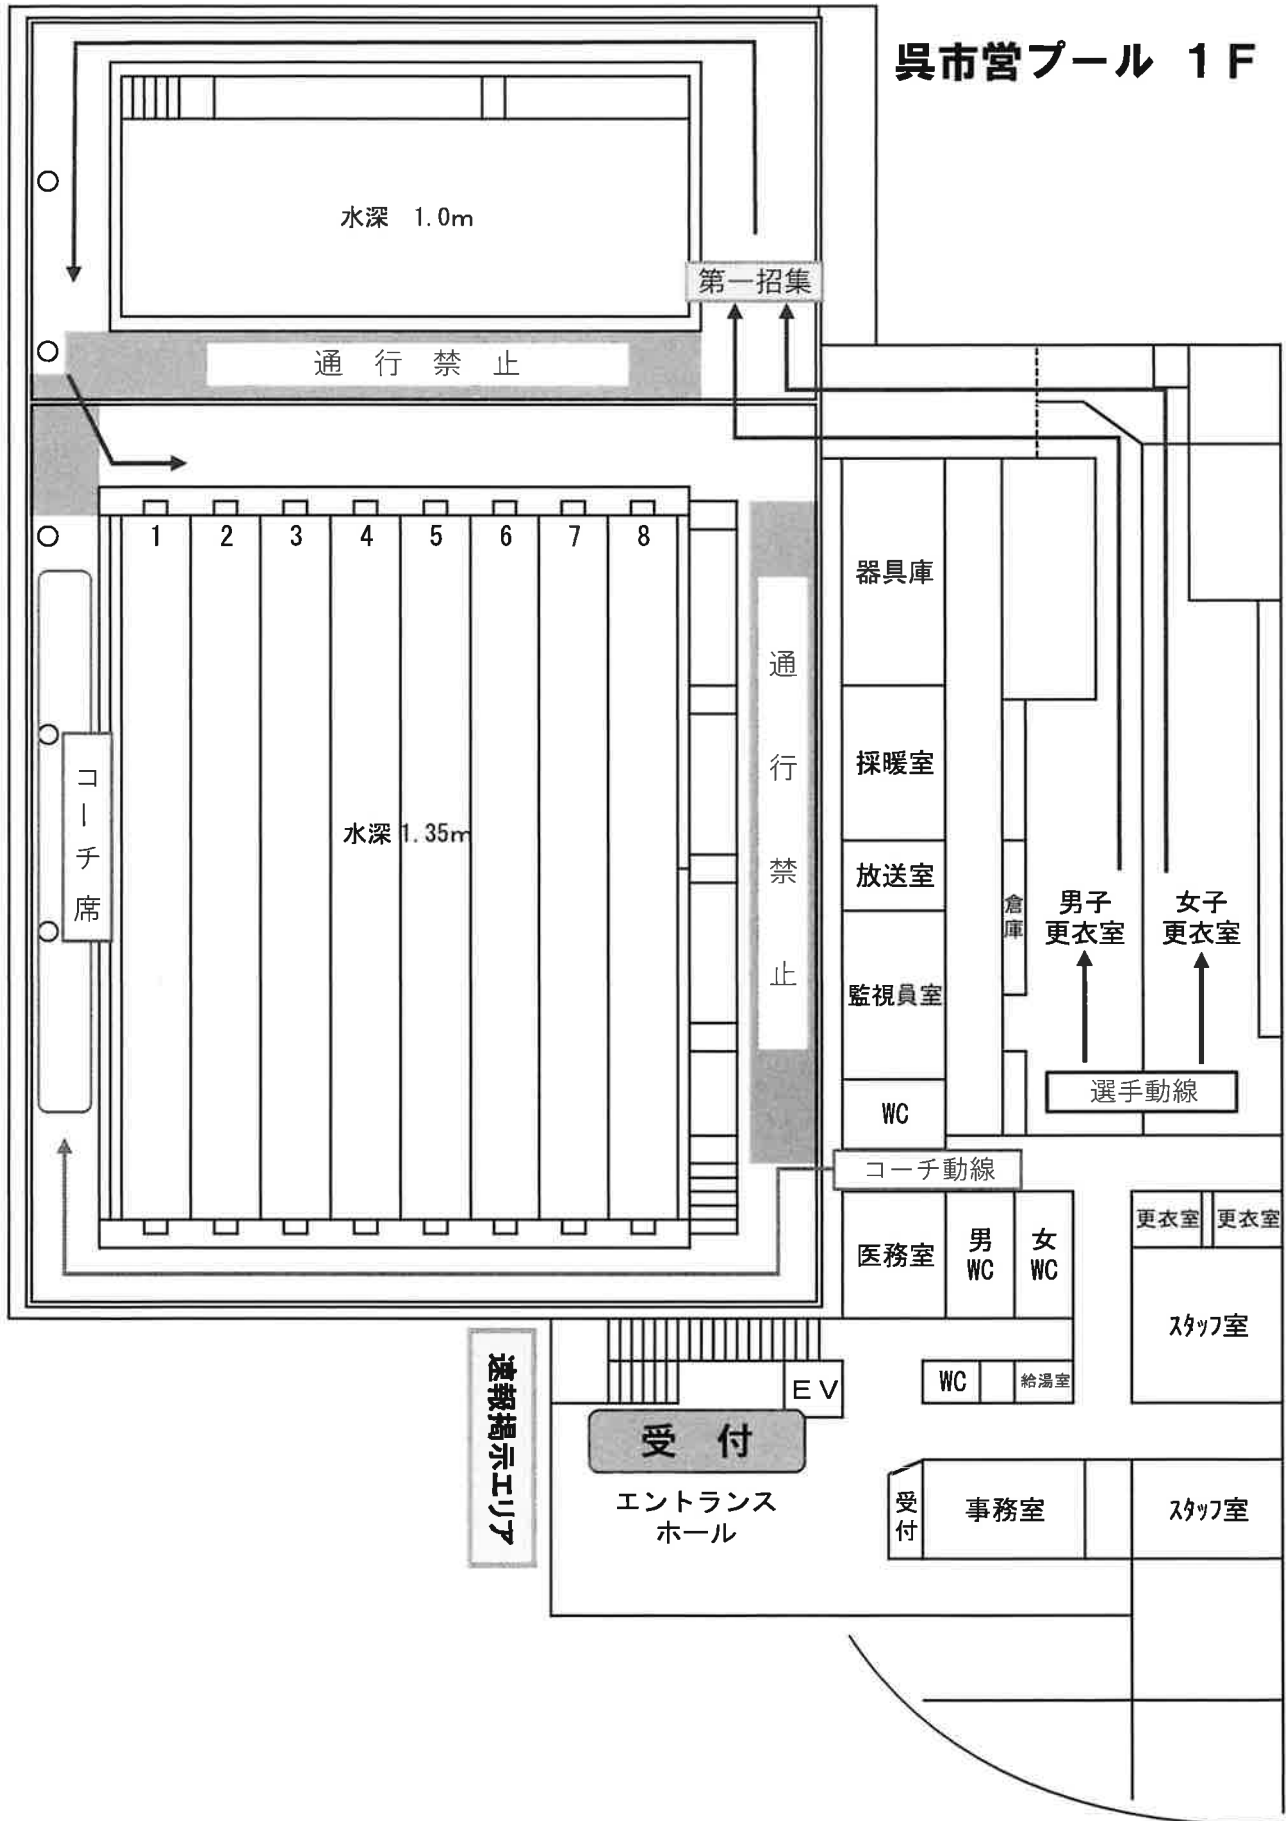 呉市営プール 1F
水深 1.0m
第一招集
通行禁止
1 2 3 4 5 6 7 8
器具庫
通行禁止
採暖室
コーチ席
水深1.35m
放送室
倉庫
男子
更衣室
女子
更衣室
監視員室
選手動線
WC
コーチ動線
更衣室 更衣室
医務室
男
WC
女
WC
スタッフ室
速報掲示エリア
EV
WC
給湯室
受付
エントランス
ホール
受付
事務室
スタッフ室